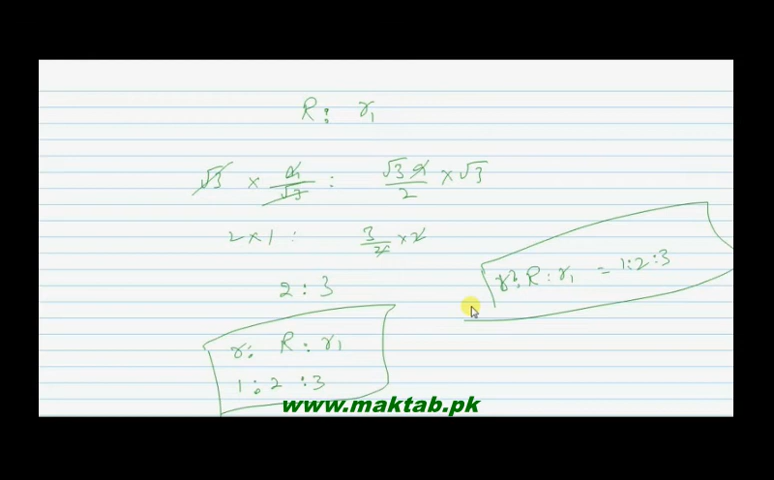 R : r₁
√3 × a/√3 : √3a/2 × √3
2 × 1 : 3/2 × 2
2 : 3
r : R : r₁ = 1:2:3
r : R : r₁
1 : 2 : 3
www.maktab.pk